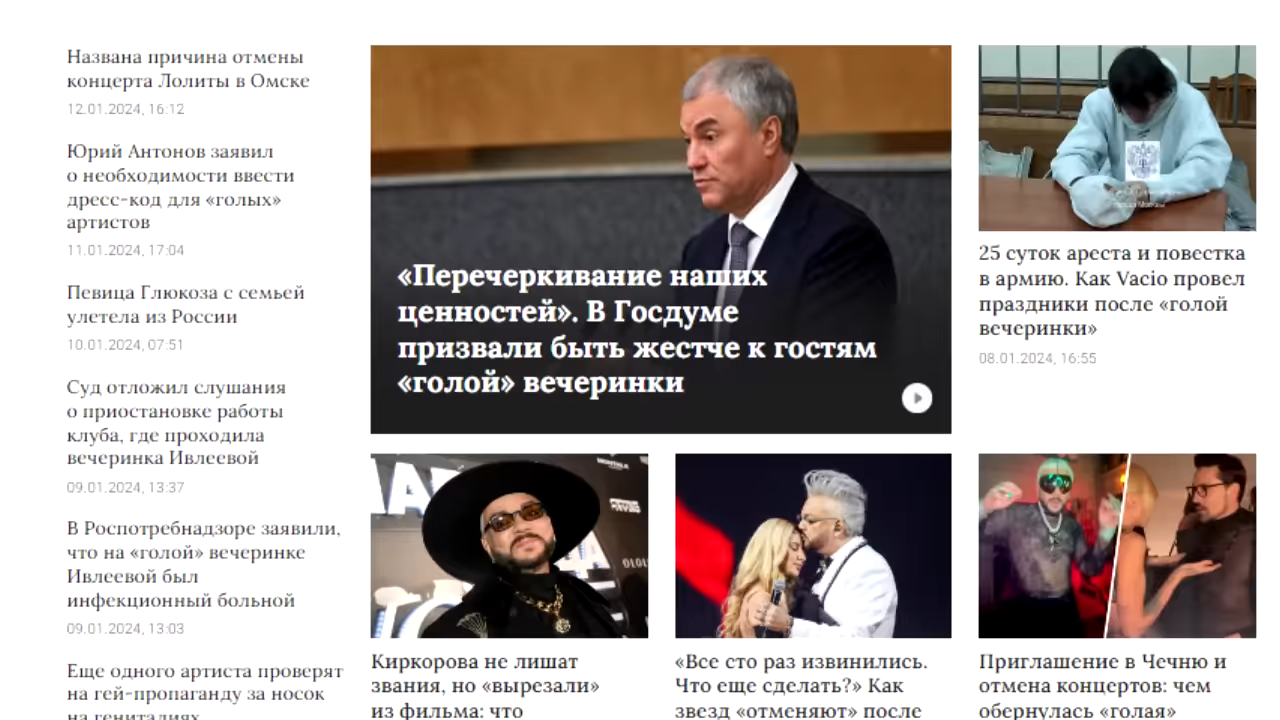 Названа причина отмены
концерта Лолиты в Омске
12.01.2024, 16:12
Юрий Антонов заявил
о необходимости ввести
дресс-код для «голых»
артистов
11.01.2024, 17:04
Певица Глюкоза с семьей
улетела из России
10.01.2024, 07:51
Суд отложил слушания
о приостановке работы
клуба, где проходила
вечеринка Ивлеевой
09.01.2024, 13:37
В Роспотребнадзоре заявили,
что на «голой» вечеринке
Ивлеевой был
инфекционный больной
09.01.2024, 13:03
Еще одного артиста проверят
на гей-пропаганду за носок
на гениталиях
«Перечеркивание наших
ценностей». В Госдуме
призвали быть жестче к гостям
«голой» вечеринки
25 суток ареста и повестка
в армию. Как Vacio провел
праздники после «голой
вечеринки»
08.01.2024, 16:55
Киркорова не лишат
звания, но «вырезали»
из фильма: что
«Все сто раз извинились.
Что еще сделать?» Как
звезд «отменяют» после
Приглашение в Чечню и
отмена концертов: чем
обернулась «голая»